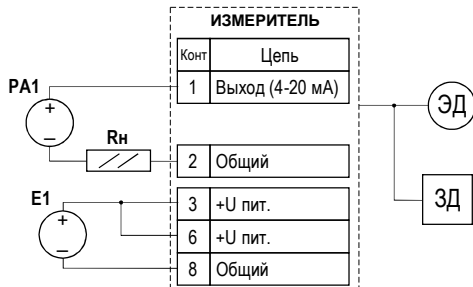 ИЗМЕРИТЕЛЬ
Конт Цепь
PA1
1 Выход (4-20 мА)
+
–
Rн
2 Общий
E1
3 +U пит.
+
–
6 +U пит.
8 Общий
ЭД
ЗД